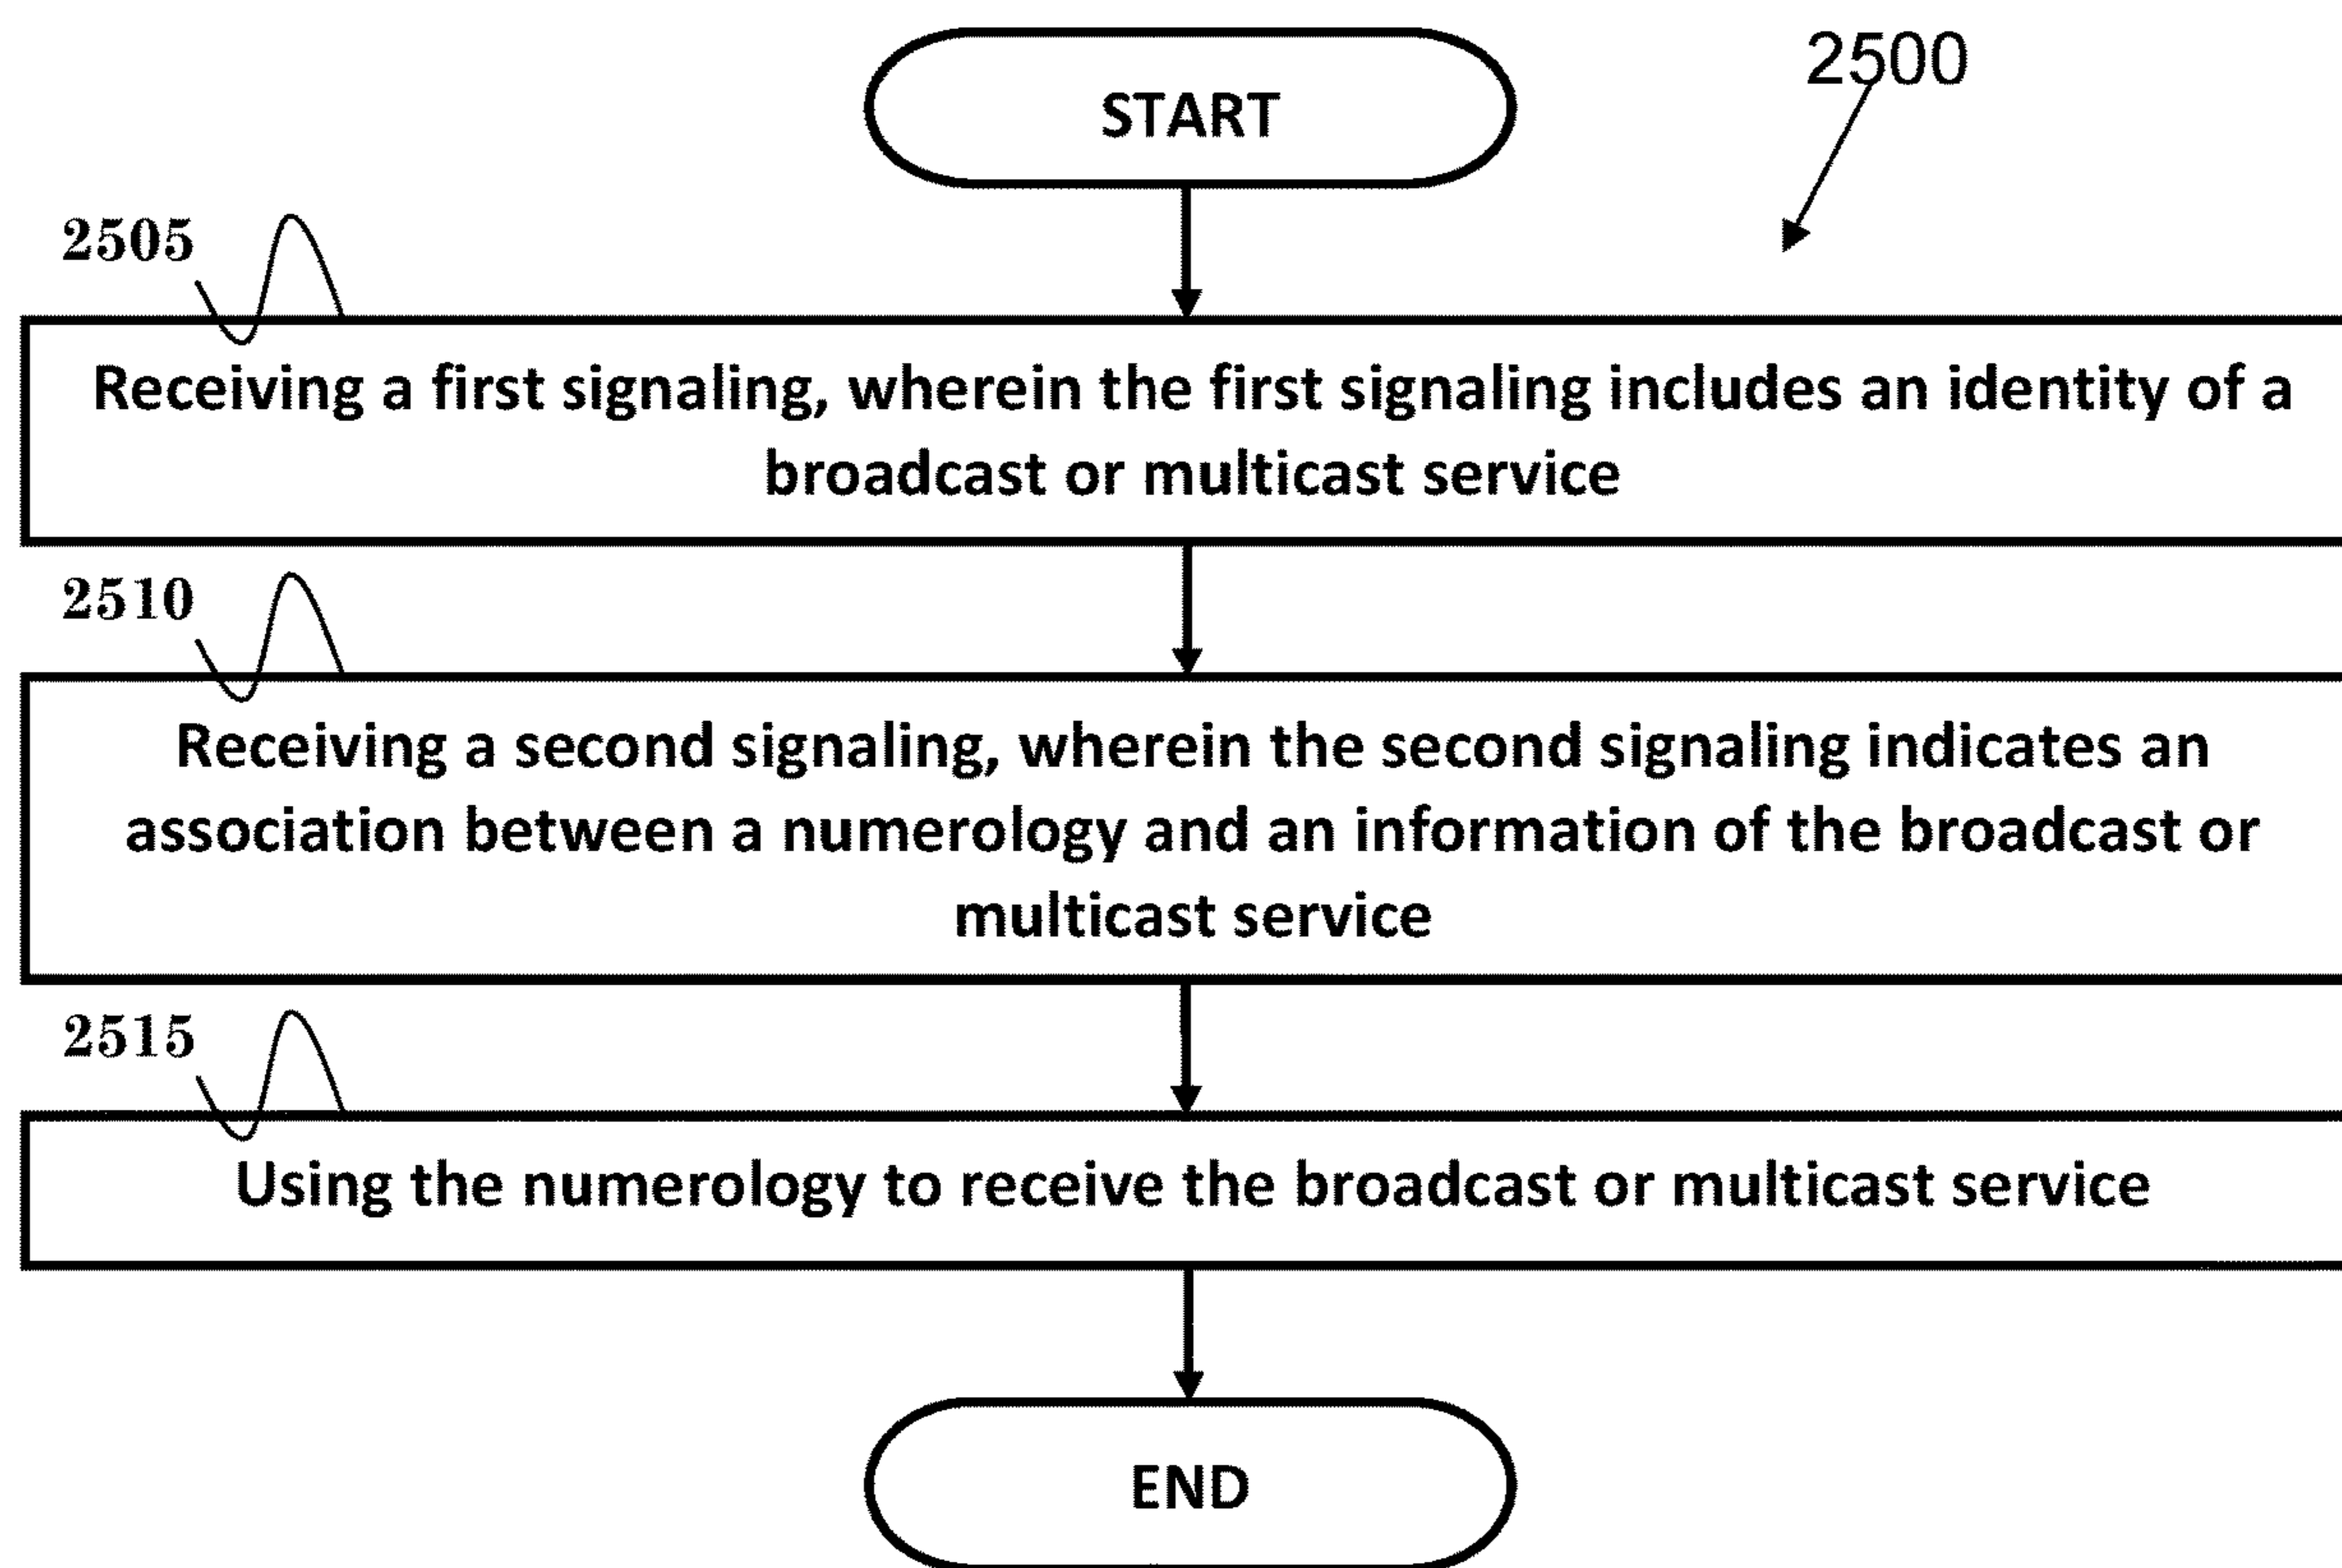 START
2500
2505
Receiving a first signaling, wherein the first signaling includes an identity of a
broadcast or multicast service
2510
Receiving a second signaling, wherein the second signaling indicates an
association between a numerology and an information of the broadcast or
multicast service
2515
Using the numerology to receive the broadcast or multicast service
END